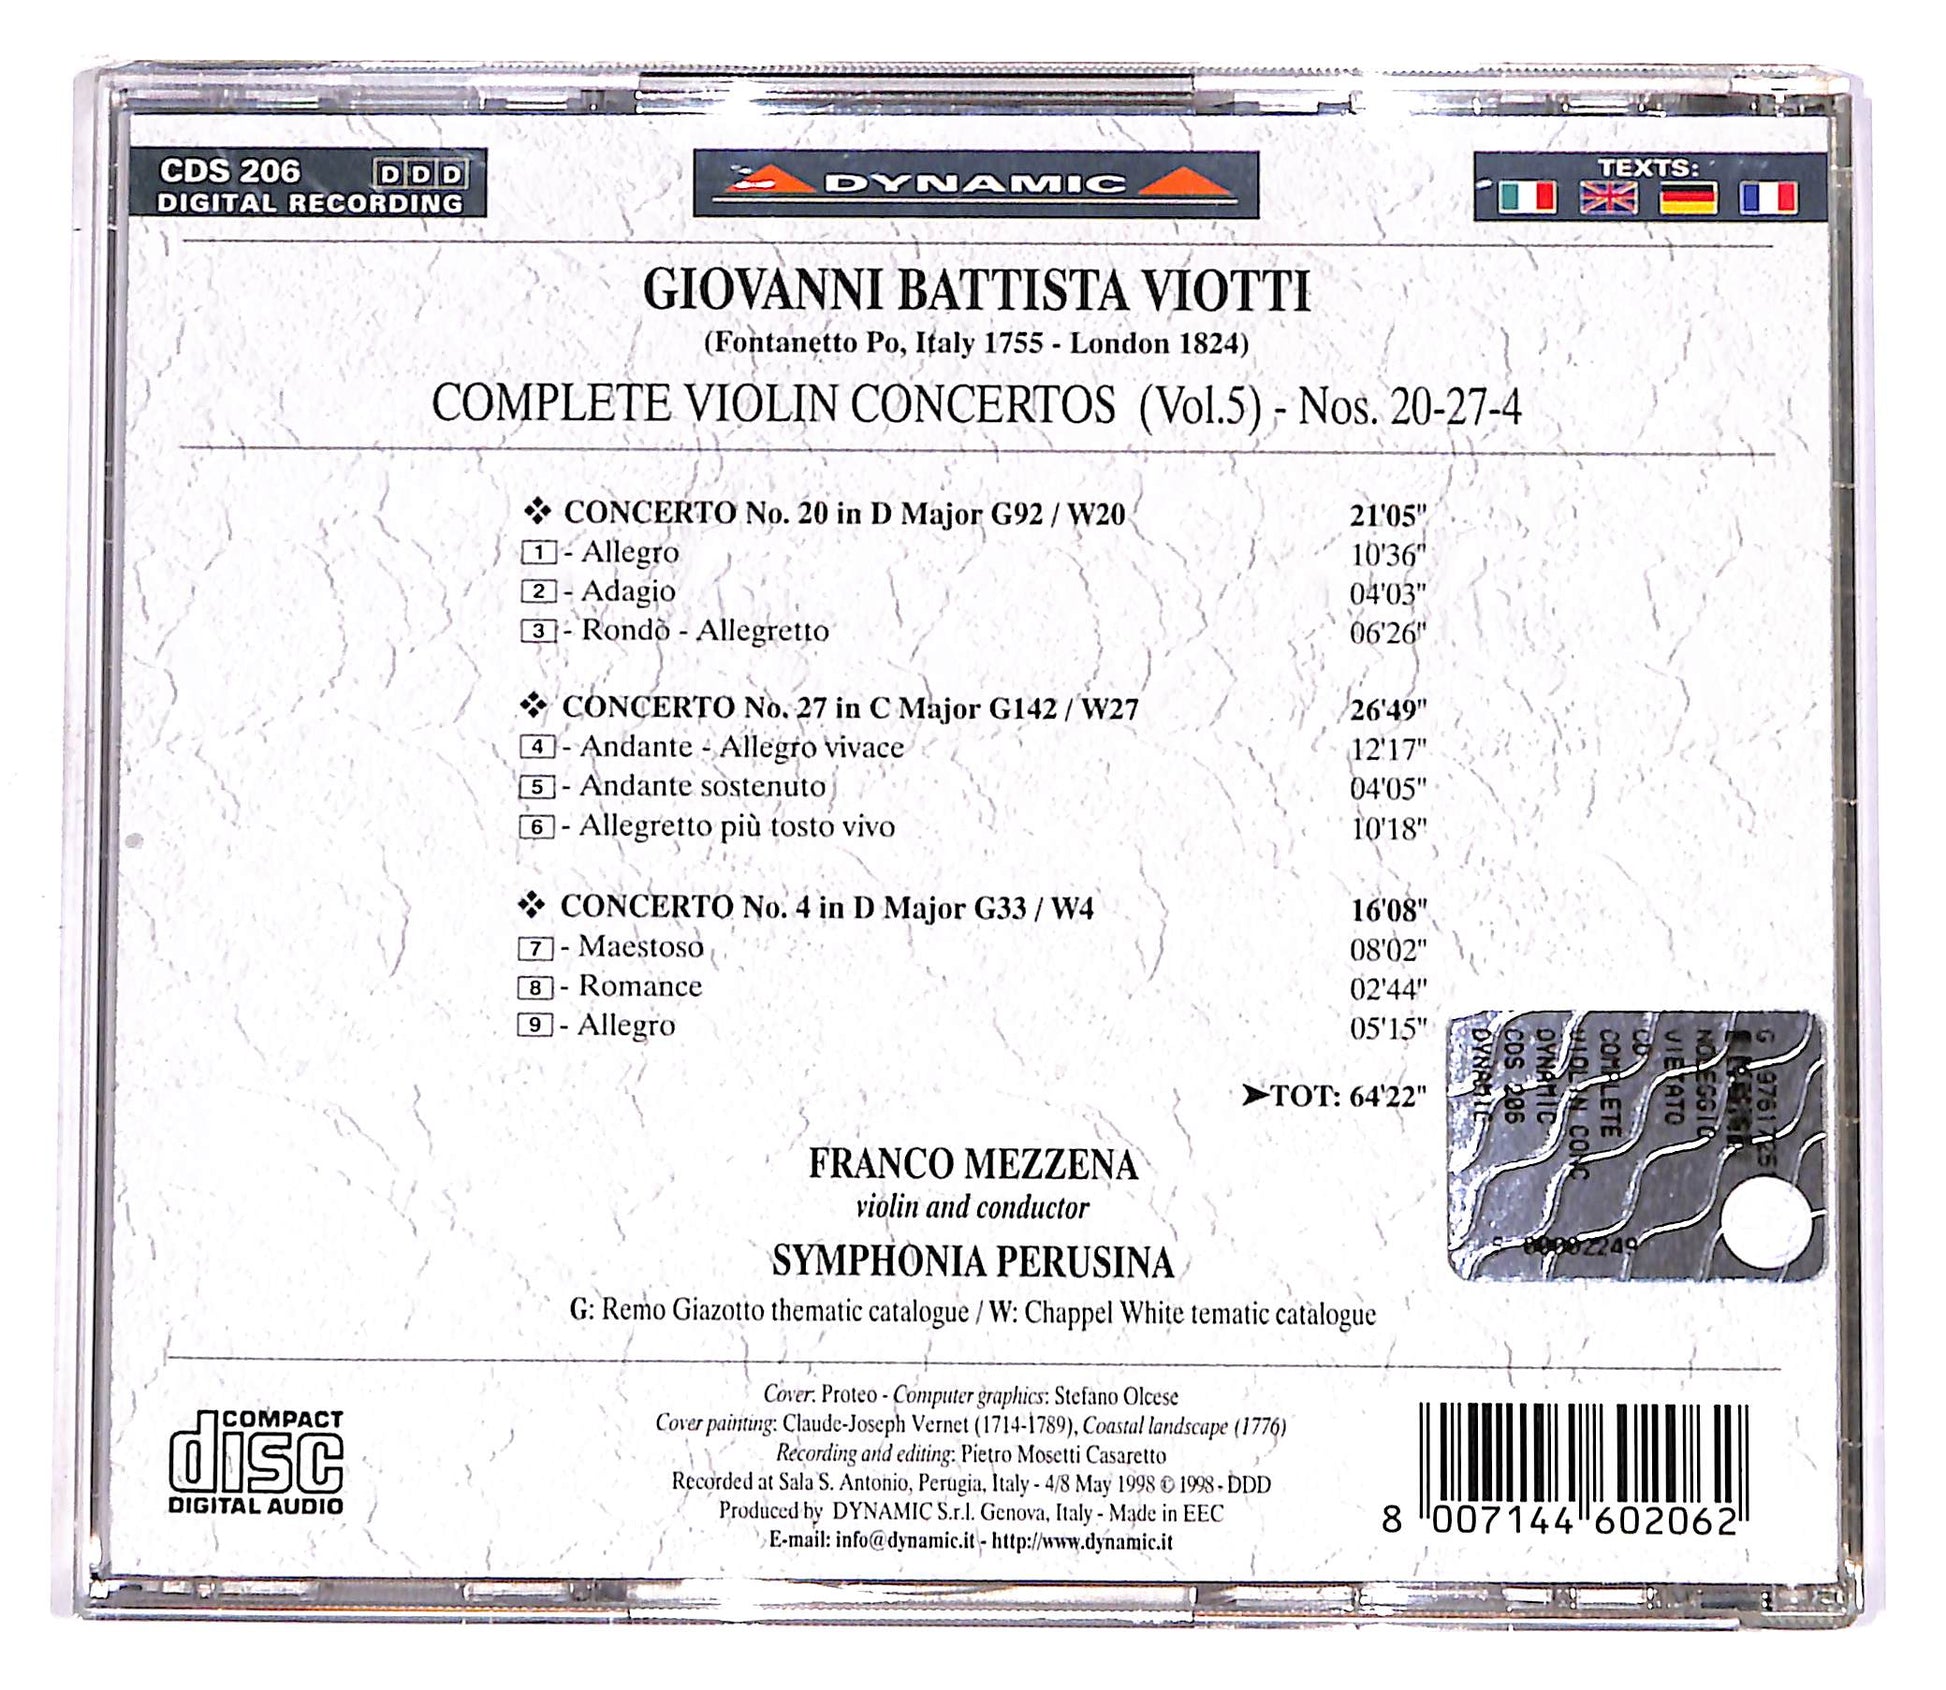 CDS 206 DDD
DIGITAL RECORDING
DYNAMIC
TEXTS:
GIOVANNI BATTISTA VIOTTI
(Fontanetto Po, Italy 1755 - London 1824)
COMPLETE VIOLIN CONCERTOS (Vol.5) - Nos. 20-27-4
❖ CONCERTO No. 20 in D Major G92 / W20 21'05"
1 - Allegro 10'36"
2 - Adagio 04'03"
3 - Rondò - Allegretto 06'26"
❖ CONCERTO No. 27 in C Major G142 / W27 26'49"
4 - Andante - Allegro vivace 12'17"
5 - Andante sostenuto 04'05"
6 - Allegretto più tosto vivo 10'18"
❖ CONCERTO No. 4 in D Major G33 / W4 16'08"
7 - Maestoso 08'02"
8 - Romance 02'44"
9 - Allegro 05'15"
➤TOT: 64'22"
FRANCO MEZZENA
violin and conductor
SYMPHONIA PERUSINA
G: Remo Giazotto thematic catalogue / W: Chappel White tematic catalogue
NOLEGGIO
VIETATO
CD
COMPLETE
VIOLIN CONC
DYNAMIC
CDS 206
DYNAMIC
COMPACT
disc
DIGITAL AUDIO
Cover: Proteo - Computer graphics: Stefano Olcese
Cover painting: Claude-Joseph Vernet (1714-1789), Coastal landscape (1776)
Recording and editing: Pietro Mosetti Casaretto
Recorded at Sala S. Antonio, Perugia, Italy - 4/8 May 1998 © 1998 - DDD
Produced by DYNAMIC S.r.l. Genova, Italy - Made in EEC
E-mail: info@dynamic.it - http://www.dynamic.it
8 007144 602062